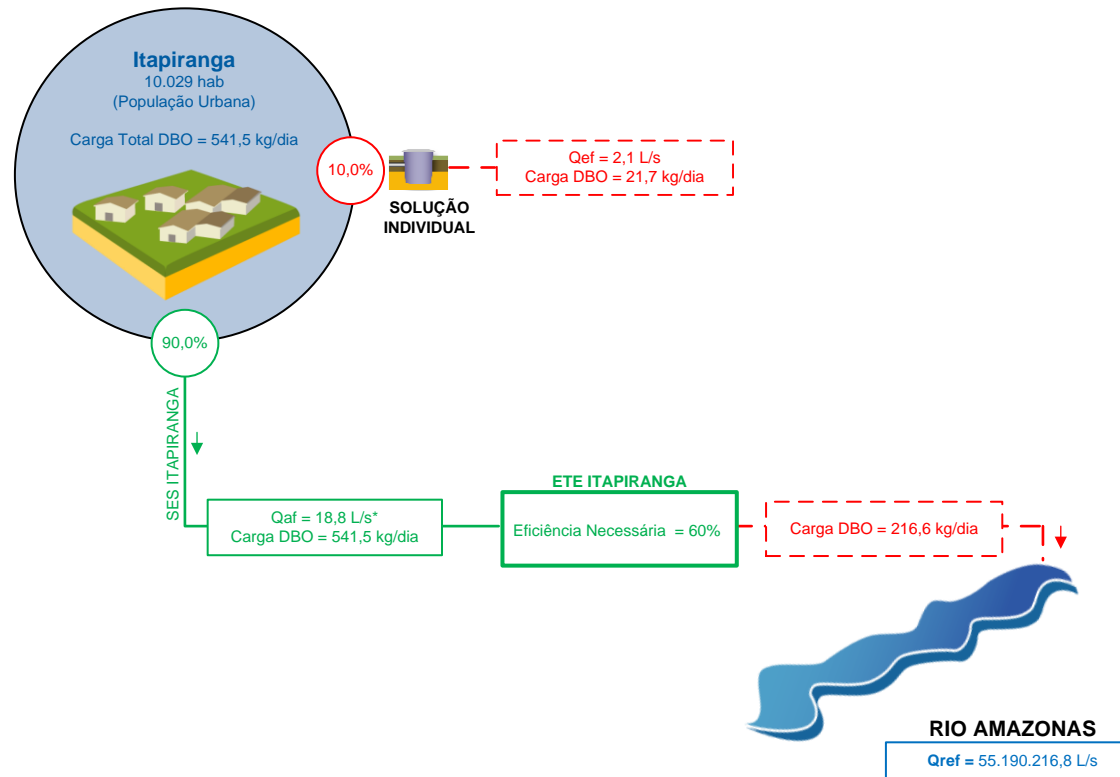 Itapiranga
10.029 hab
(População Urbana)
Carga Total DBO = 541,5 kg/dia
10,0%
SOLUÇÃO
INDIVIDUAL
Qef = 2,1 L/s
Carga DBO = 21,7 kg/dia
90,0%
SES ITAPIRANGA
Qaf = 18,8 L/s*
Carga DBO = 541,5 kg/dia
ETE ITAPIRANGA
Eficiência Necessária = 60%
Carga DBO = 216,6 kg/dia
RIO AMAZONAS
Qref = 55.190.216,8 L/s